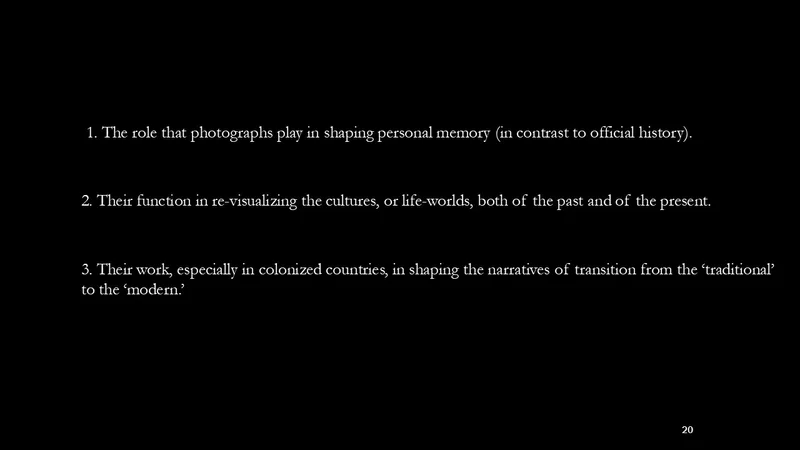 1. The role that photographs play in shaping personal memory (in contrast to official history).
2. Their function in re-visualizing the cultures, or life-worlds, both of the past and of the present.
3. Their work, especially in colonized countries, in shaping the narratives of transition from the ‘traditional’
to the ‘modern.’
20